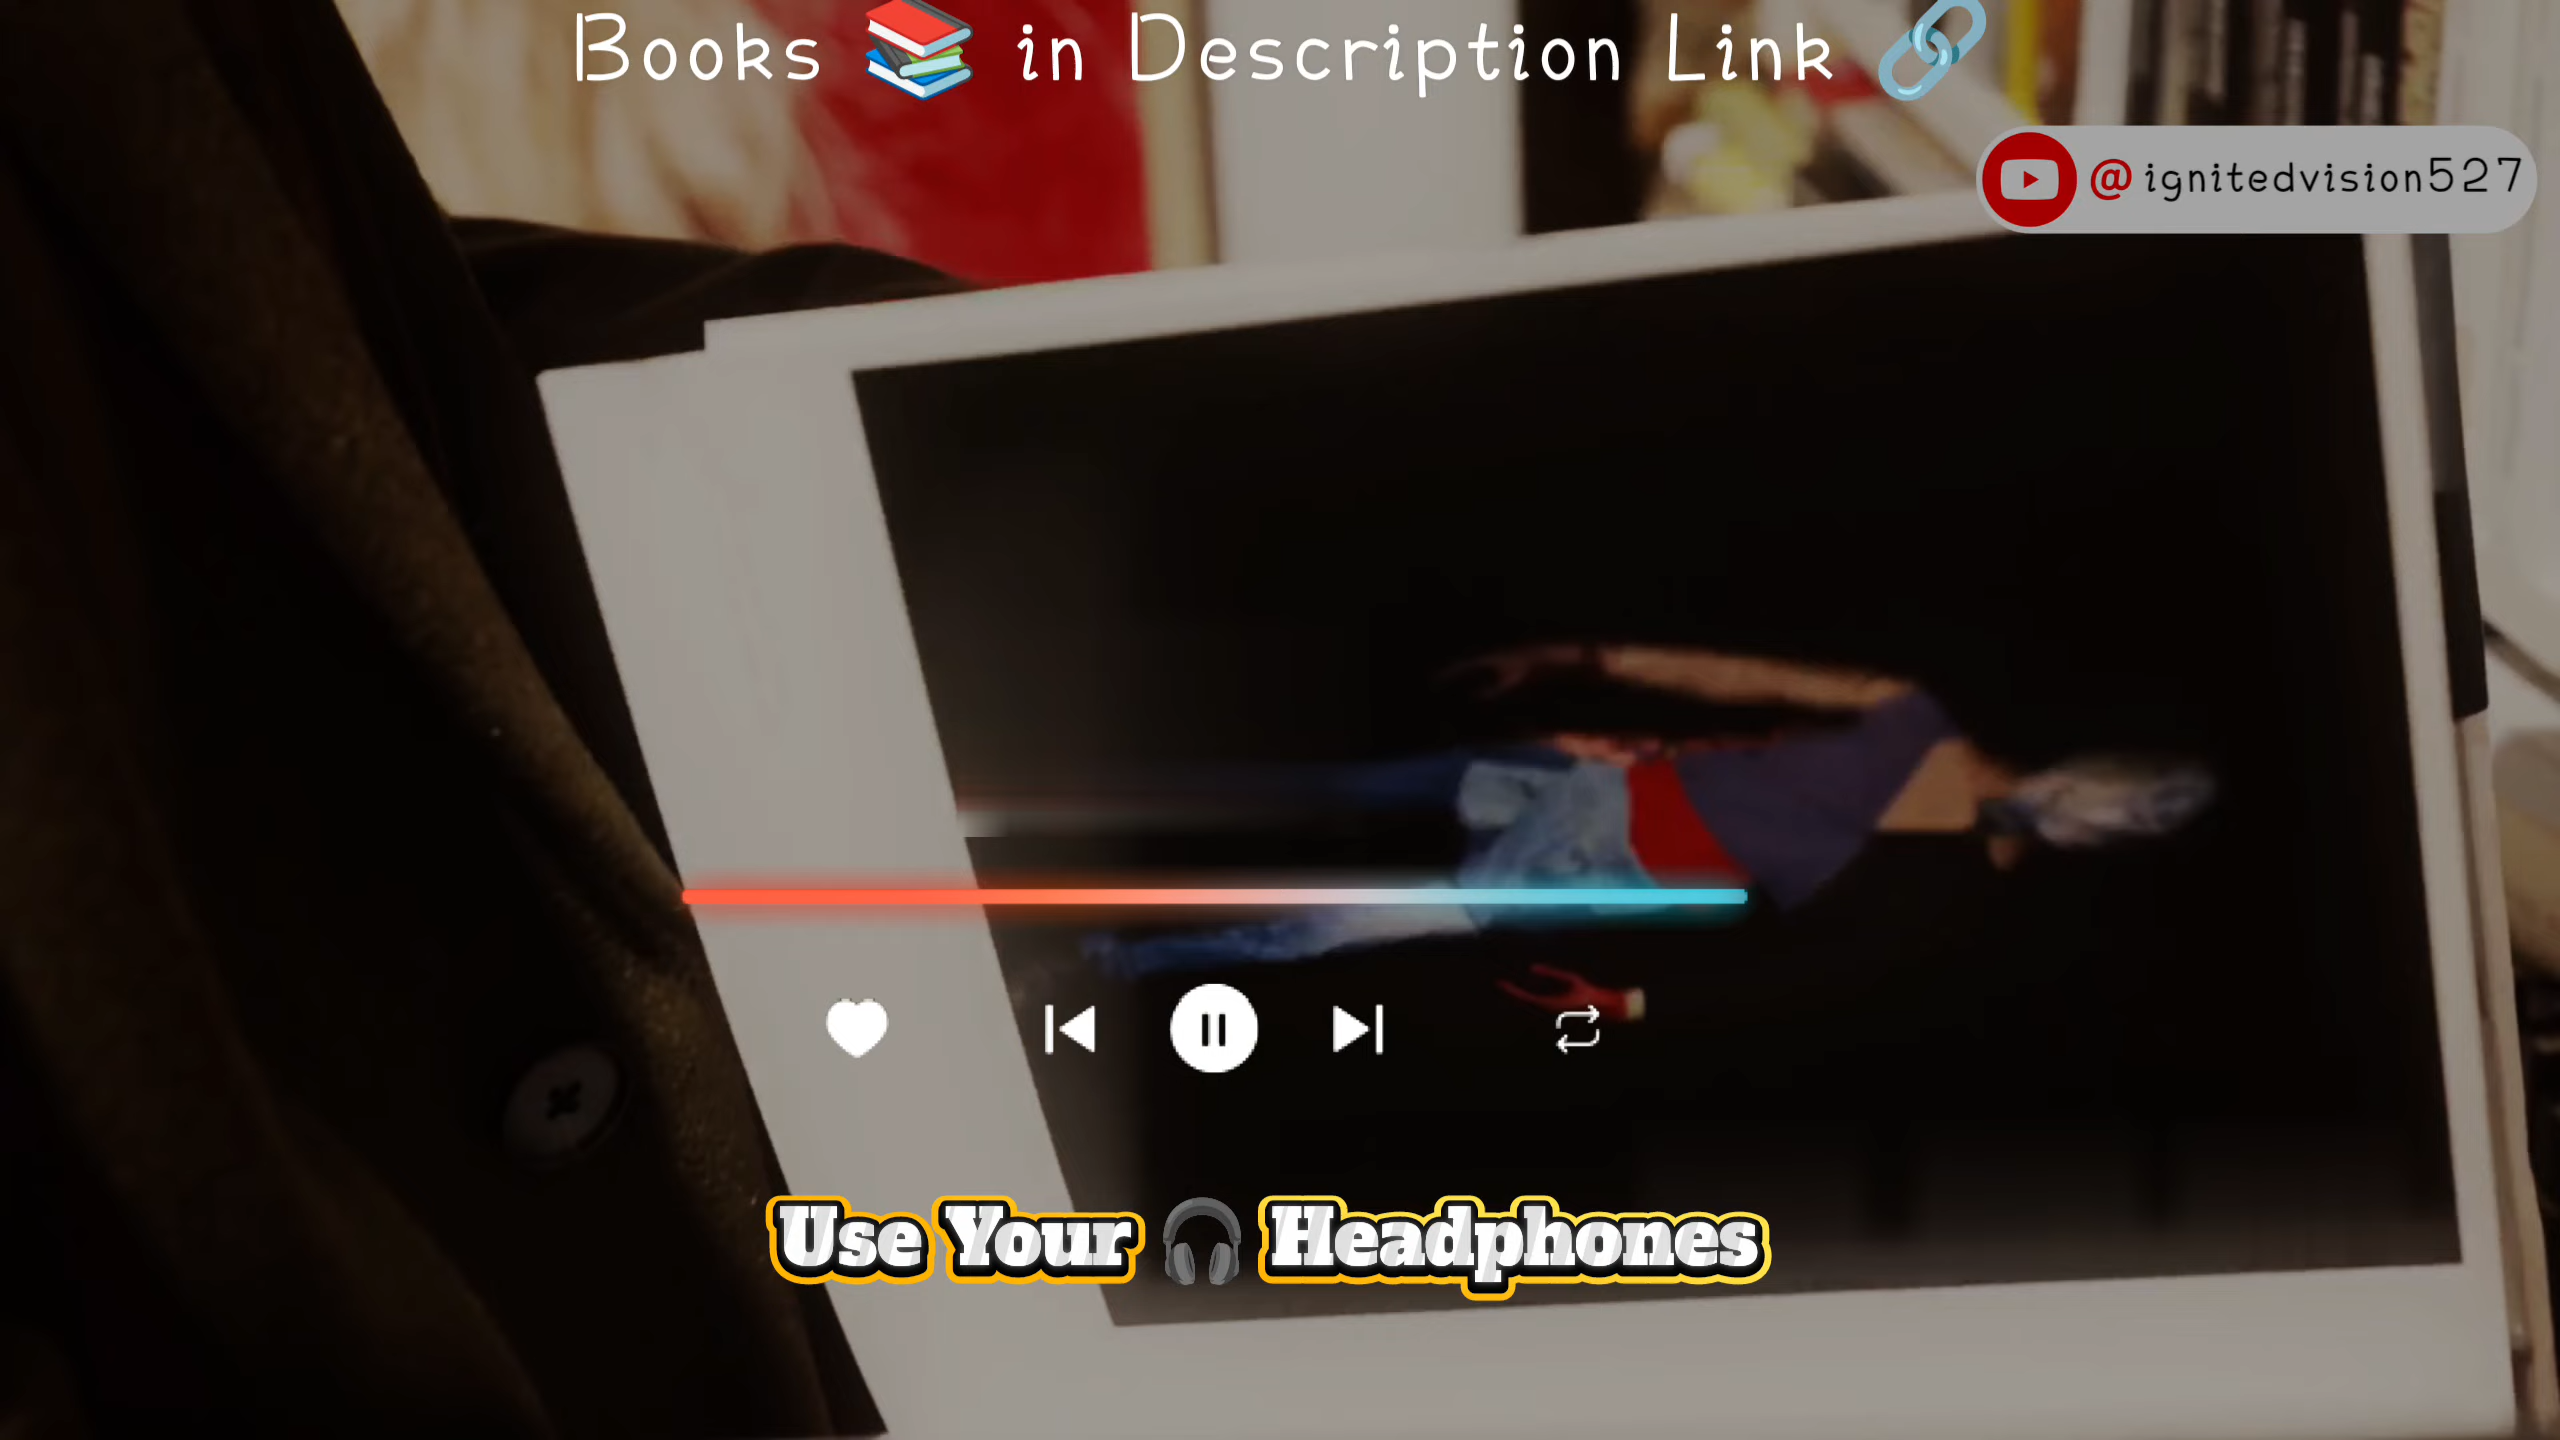 Books 📚 in Description Link 🔗
@ignitedvision527
Use Your 🎧 Headphones